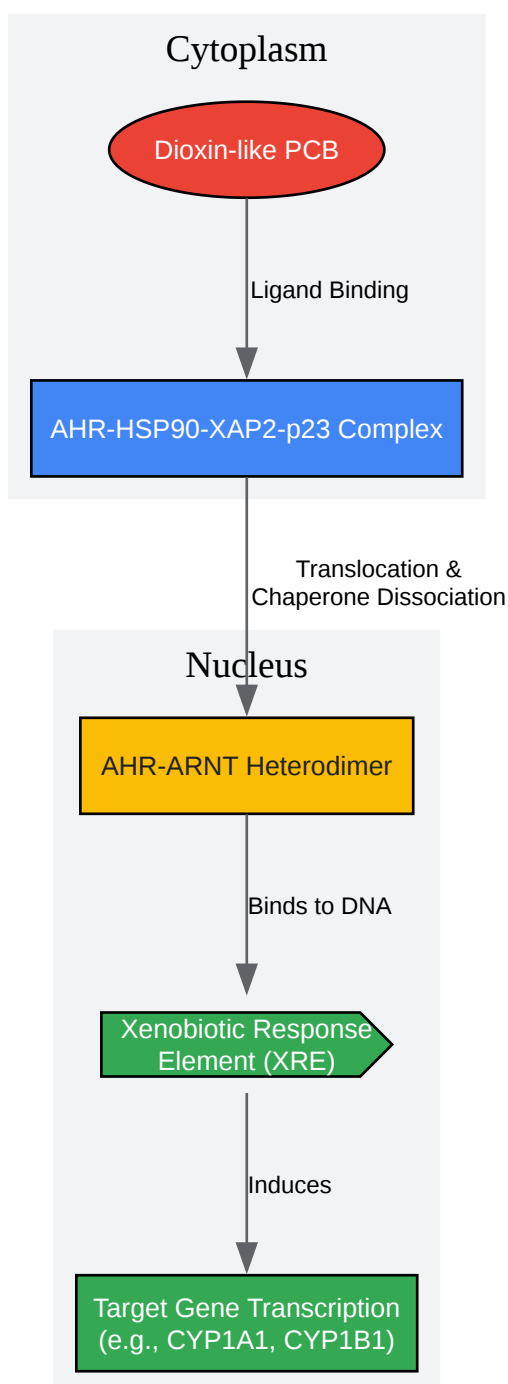 Cytoplasm
Dioxin-like PCB
Ligand Binding
AHR-HSP90-XAP2-p23 Complex
Translocation &
Chaperone Dissociation
Nucleus
AHR-ARNT Heterodimer
Binds to DNA
Xenobiotic Response
Element (XRE)
Induces
Target Gene Transcription
(e.g., CYP1A1, CYP1B1)